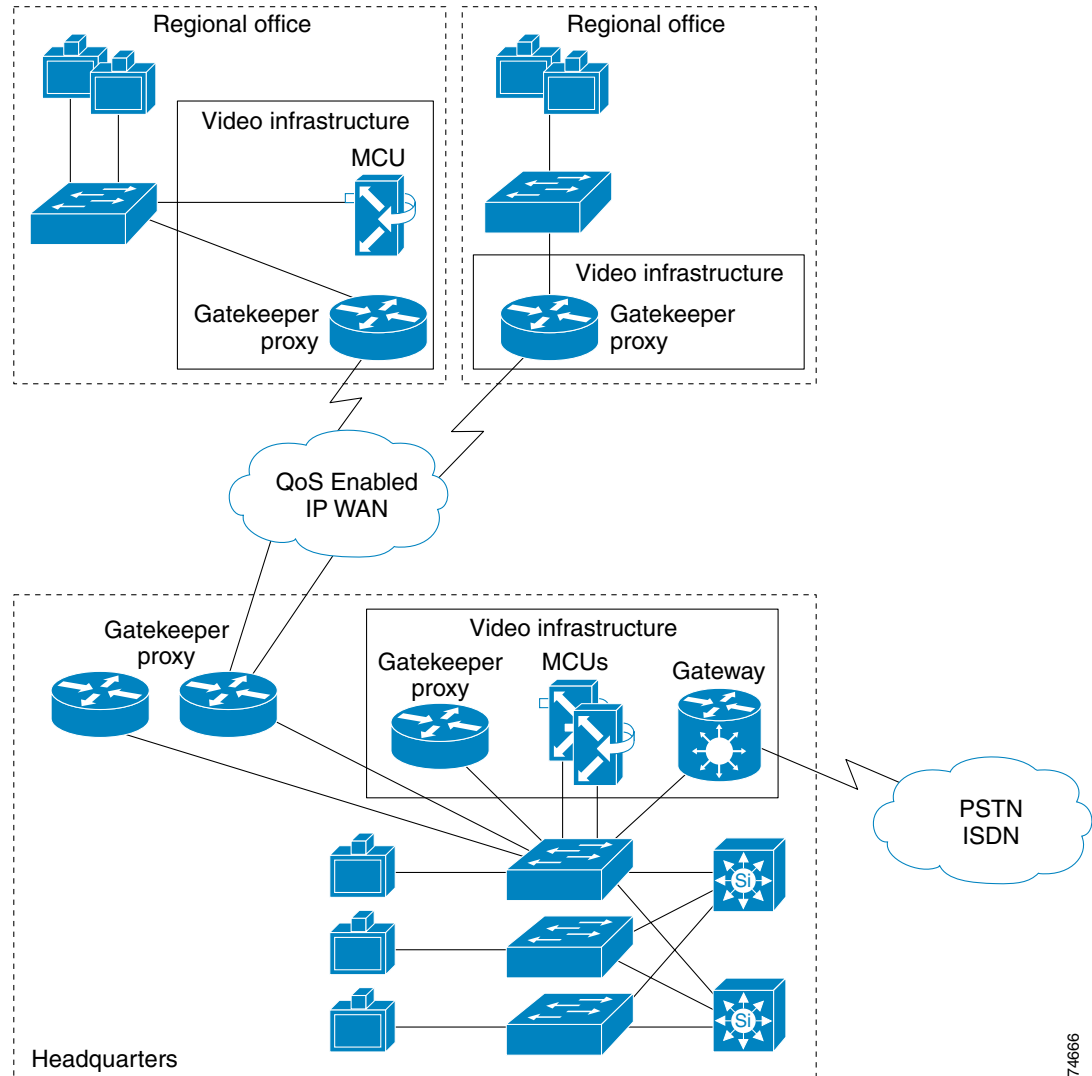 Regional office
Video infrastructure
MCU
Gatekeeper
proxy
Regional office
Video infrastructure
Gatekeeper
proxy
QoS Enabled
IP WAN
Gatekeeper
proxy
Video infrastructure
Gatekeeper
proxy
MCUs
Gateway
PSTN
ISDN
Si
Si
Headquarters
74666